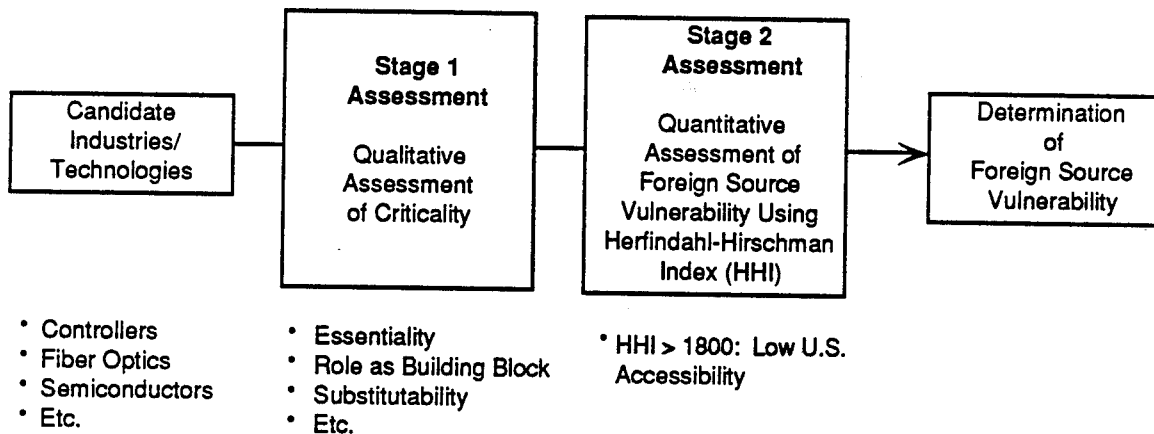 Candidate
Industries/
Technologies
Stage 1
Assessment
Qualitative
Assessment
of Criticality
Stage 2
Assessment
Quantitative
Assessment of
Foreign Source
Vulnerability Using
Herfindahl-Hirschman
Index (HHI)
Determination
of
Foreign Source
Vulnerability
• Controllers
• Fiber Optics
• Semiconductors
• Etc.
• Essentiality
• Role as Building Block
• Substitutability
• Etc.
• HHI > 1800: Low U.S.
Accessibility